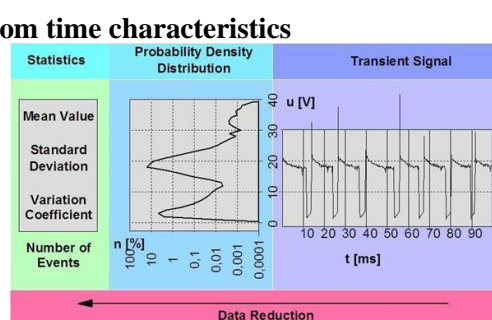 om time characteristics
Statistics
Probability Density
Distribution
Transient Signal
Mean Value
Standard
Deviation
Variation
Coefficient
Number of
Events
40
30
20
10
0
n [%]
100
10
1
0,1
0,01
0,001
0,0001
u [V]
10 20 30 40 50 60 70 80 90
t [ms]
Data Reduction